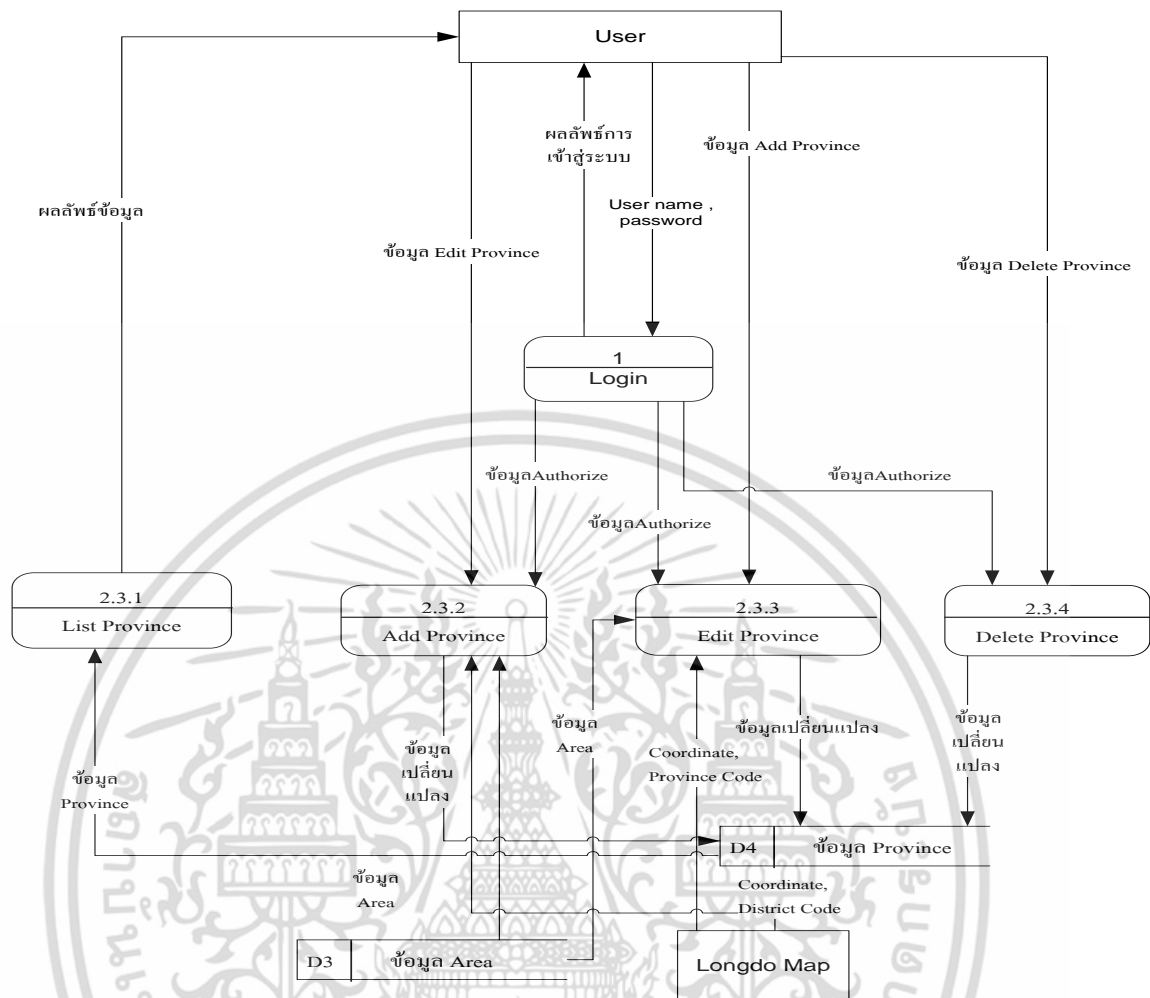 User
ผลลัพธ์การ
เข้าสู่ระบบ
ข้อมูล Add Province
ผลลัพธ์ข้อมูล
User name ,
password
ข้อมูล Edit Province
ข้อมูล Delete Province
1
Login
ข้อมูลAuthorize
ข้อมูลAuthorize
ข้อมูลAuthorize
2.3.1
List Province
2.3.2
Add Province
2.3.3
Edit Province
2.3.4
Delete Province
ข้อมูล
Province
ข้อมูล
เปลี่ยน
แปลง
ข้อมูล
Area
Coordinate,
Province Code
ข้อมูลเปลี่ยนแปลง
ข้อมูล
เปลี่ยน
แปลง
D4
ข้อมูล Province
ข้อมูล
Area
Coordinate,
District Code
D3
ข้อมูล Area
Longdo Map